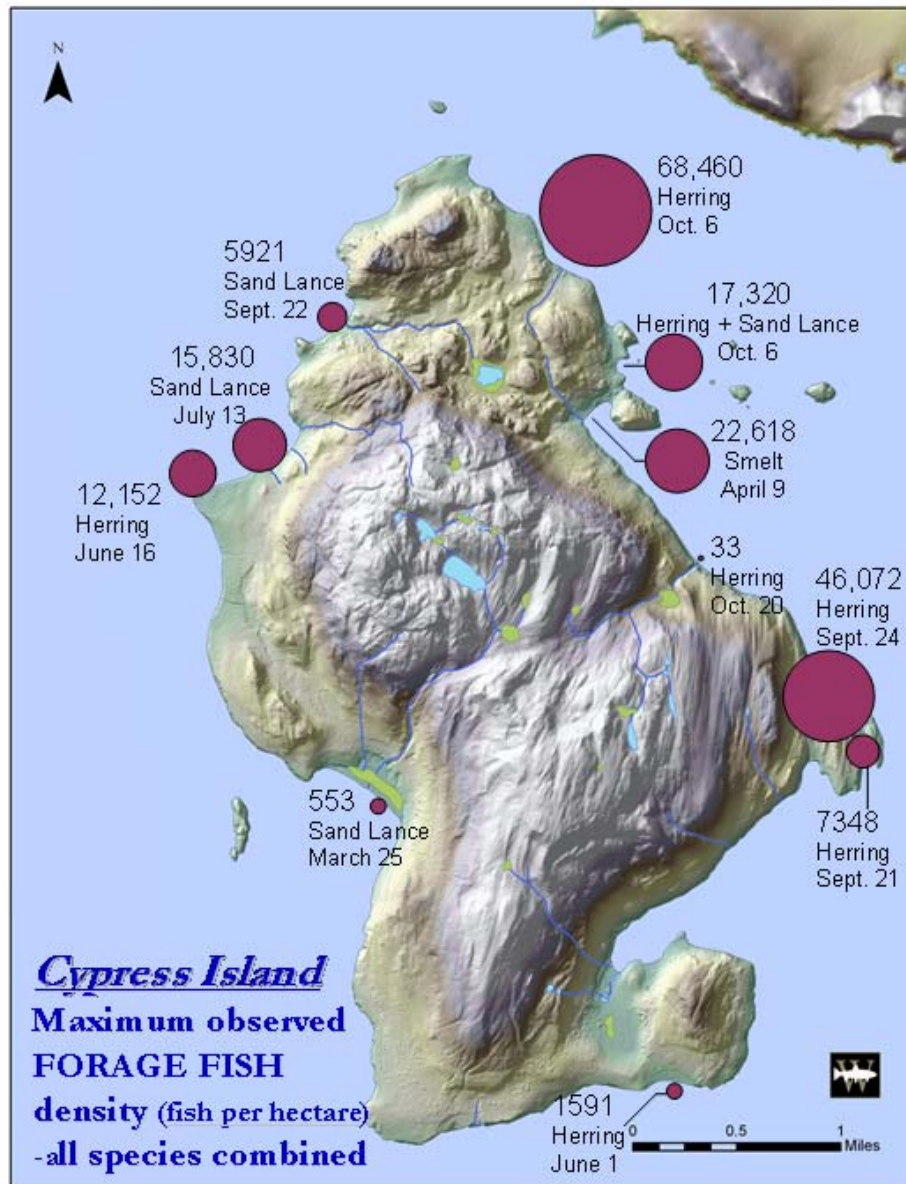 N
68,460
Herring
Oct. 6
5921
Sand Lance
Sept. 22
17,320
Herring + Sand Lance
Oct. 6
15,830
Sand Lance
July 13
22,618
Smelt
April 9
12,152
Herring
June 16
33
Herring
Oct. 20
46,072
Herring
Sept. 24
553
Sand Lance
March 25
7348
Herring
Sept. 21
Cypress Island
Maximum observed
FORAGE FISH
density (fish per hectare)
-all species combined
1591
Herring
June 1
0 0.5 1
Miles